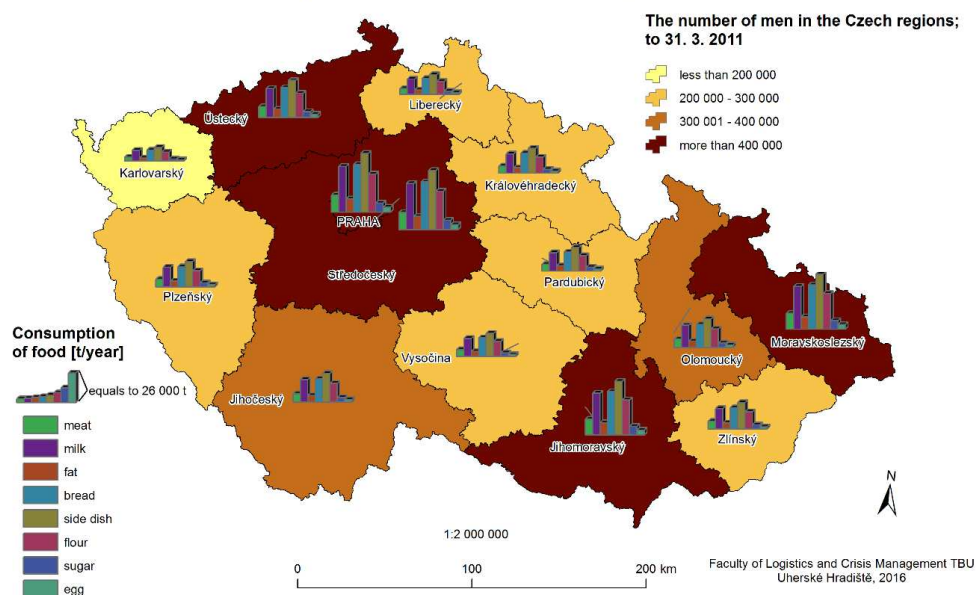 The number of men in the Czech regions;
to 31. 3. 2011
less than 200 000
200 000 - 300 000
300 001 - 400 000
more than 400 000
Liberecký
Ústecký
Karlovarský
Královéhradecký
PRAHA
Středočeský
Pardubický
Plzeňský
Moravskoslezský
Vysočina
Olomoucký
Jihočeský
Zlínský
Jihomoravský
Consumption
of food [t/year]
equals to 26 000 t
meat
milk
fat
bread
side dish
flour
sugar
egg
N
1:2 000 000
0 100 200 km
Faculty of Logistics and Crisis Management TBU
Uherské Hradiště, 2016